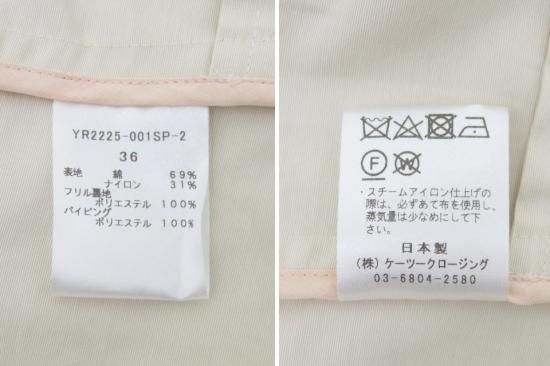 YR2225-001SP-2
36
表地 綿 69%
ナイロン 31%
フリル裏地
ポリエステル 100%
パイピング
ポリエステル 100%
F W
・スチームアイロン仕上げの
際は、必ずあて布を使用し、
蒸気量は少なめにして下
さい。
日本製
(株)ケーツークロージング
03-6804-2580